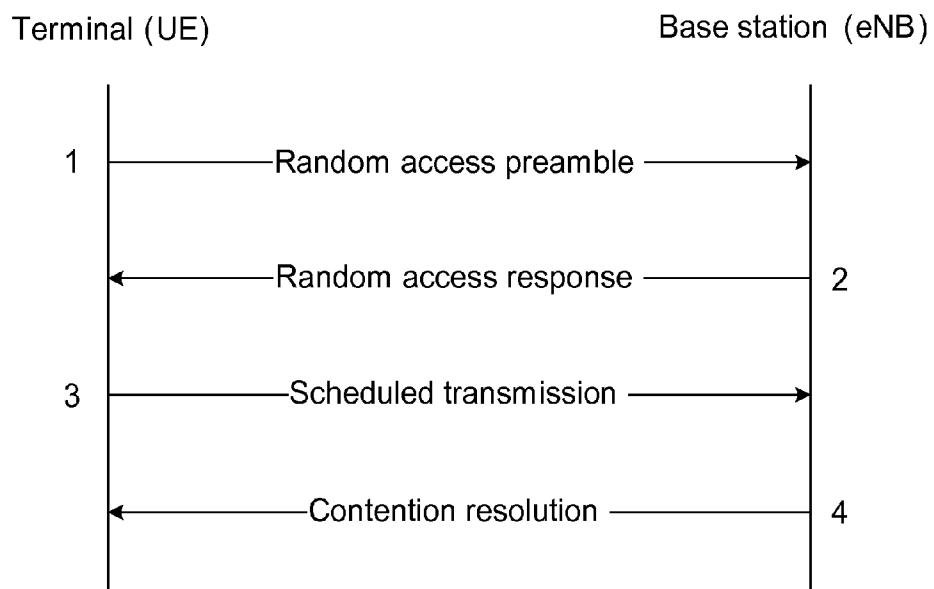 Terminal (UE)
Base station (eNB)
1
Random access preamble
Random access response
2
3
Scheduled transmission
Contention resolution
4